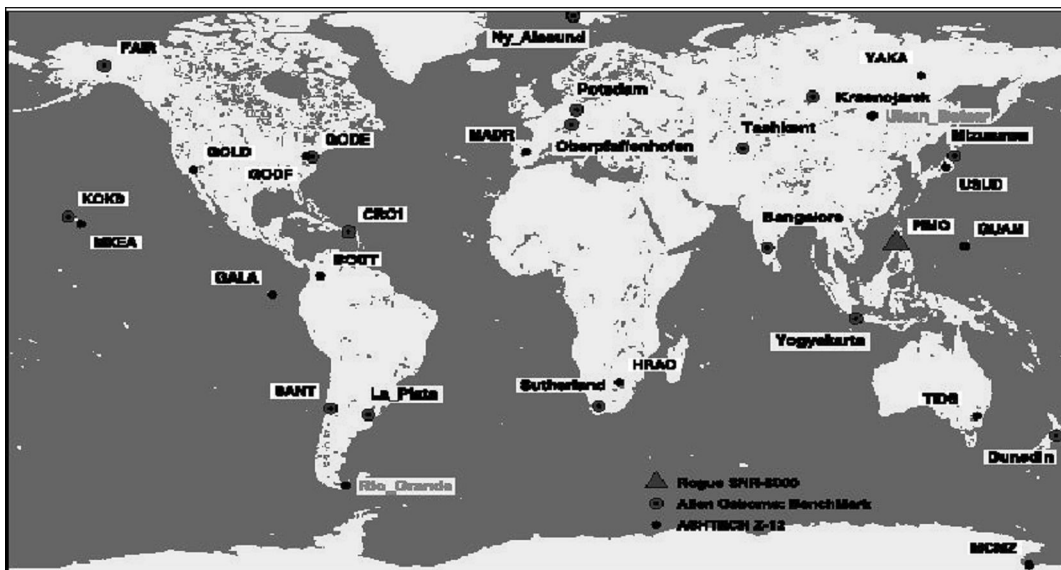 Ny_Alesund
FAIR
YAKA
Potsdam
Krasnojarsk
Ulaan_Baatar
GODE
MADR
Tashkent
Mizusawa
GOLD
Oberpfaffenhofen
GODF
USUD
KOKB
CRO1
Bangalore
PIMO
GUAM
MKEA
BOGT
GALA
Yogyakarta
HRAO
SANT
La_Plata
Sutherland
TIDB
Dunedin
Rio_Grande
Rogue SNR-8000
Allen Osborne: BenchMark
ASHTECH Z-12
MCMZ